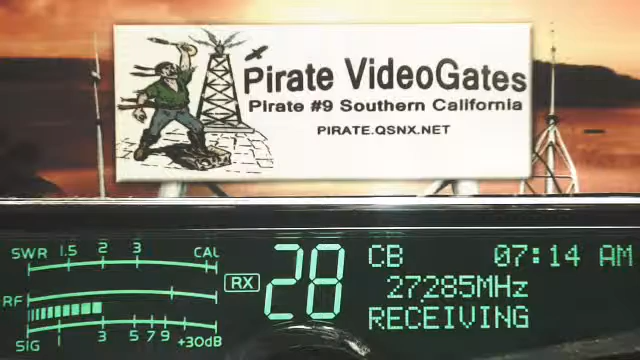 Pirate VideoGates
Pirate #9 Southern California
PIRATE.QSNX.NET
SWR 1.5 2 3 CAL
RF
SIG 1 3 5 7 9 +30dB
RX
28
CB 07:14 AM
27.285MHz
RECEIVING